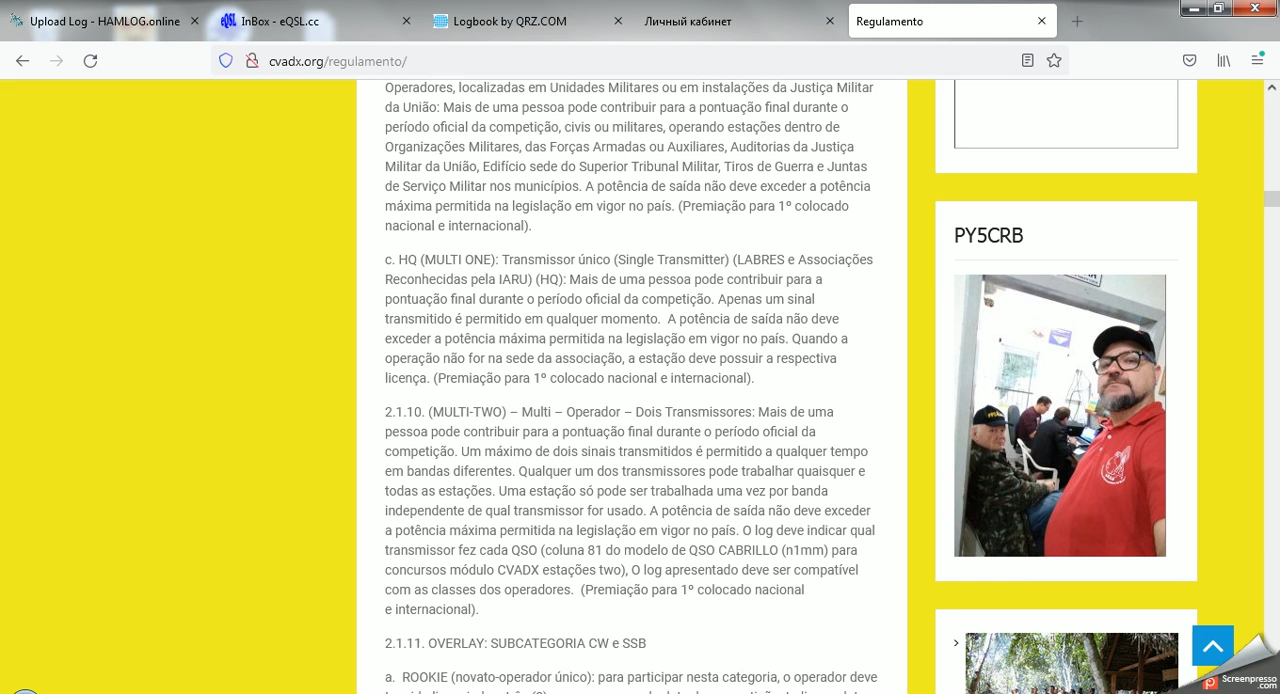 Upload Log - HAMLOG.online
InBox - eQSL.cc
Logbook by QRZ.COM
Личный кабинет
Regulamento
cvadx.org/regulamento/
Operadores, localizadas em Unidades Militares ou em instalações da Justiça Militar
da União: Mais de uma pessoa pode contribuir para a pontuação final durante o
período oficial da competição, civis ou militares, operando estações dentro de
Organizações Militares, das Forças Armadas ou Auxiliares, Auditorias da Justiça
Militar da União, Edifício sede do Superior Tribunal Militar, Tiros de Guerra e Juntas
de Serviço Militar nos municípios. A potência de saída não deve exceder a potência
máxima permitida na legislação em vigor no país. (Premiação para 1º colocado
nacional e internacional).
c. HQ (MULTI ONE): Transmissor único (Single Transmitter) (LABRES e Associações
Reconhecidas pela IARU) (HQ): Mais de uma pessoa pode contribuir para a
pontuação final durante o período oficial da competição. Apenas um sinal
transmitido é permitido em qualquer momento.  A potência de saída não deve
exceder a potência máxima permitida na legislação em vigor no país. Quando a
operação não for na sede da associação, a estação deve possuir a respectiva
licença. (Premiação para 1º colocado nacional e internacional).
2.1.10. (MULTI-TWO) – Multi – Operador – Dois Transmissores: Mais de uma
pessoa pode contribuir para a pontuação final durante o período oficial da
competição. Um máximo de dois sinais transmitidos é permitido a qualquer tempo
em bandas diferentes. Qualquer um dos transmissores pode trabalhar quaisquer e
todas as estações. Uma estação só pode ser trabalhada uma vez por banda
independente de qual transmissor for usado. A potência de saída não deve exceder
a potência máxima permitida na legislação em vigor no país. O log deve indicar qual
transmissor fez cada QSO (coluna 81 do modelo de QSO CABRILLO (n1mm) para
concursos módulo CVADX estações two), O log apresentado deve ser compatível
com as classes dos operadores.  (Premiação para 1º colocado nacional
e internacional).
2.1.11. OVERLAY: SUBCATEGORIA CW e SSB
a.  ROOKIE (novato-operador único): para participar nesta categoria, o operador deve
PY5CRB
Screenpresso
.com